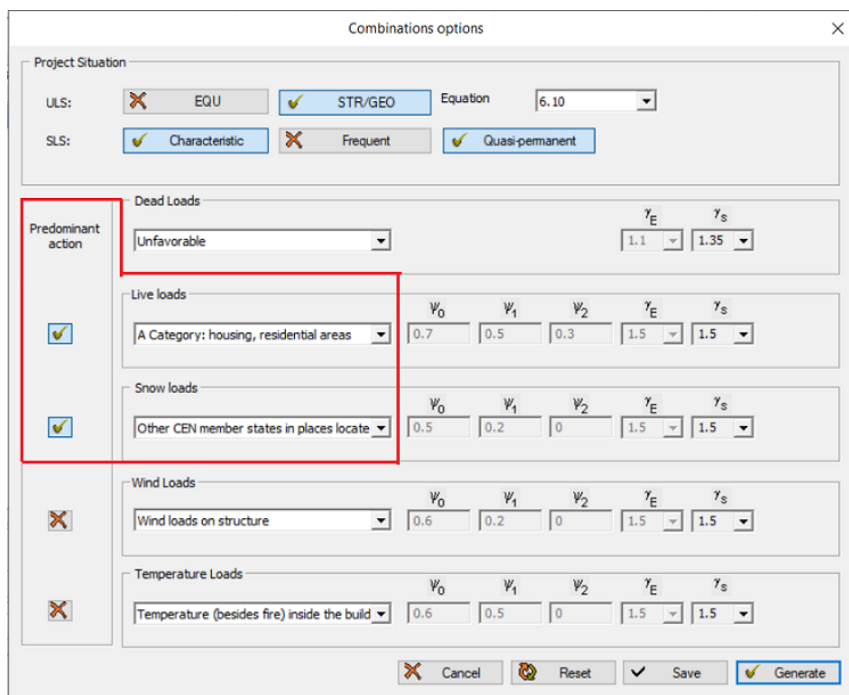 Combinations options
Project Situation
ULS: EQU STR/GEO Equation 6.10
SLS: Characteristic Frequent Quasi-permanent
Predominant action
Dead Loads
γE γS
Unfavorable 1.1 1.35
Live loads
Ψ0 Ψ1 Ψ2 γE γS
A Category: housing, residential areas 0.7 0.5 0.3 1.5 1.5
Snow loads
Ψ0 Ψ1 Ψ2 γE γS
Other CEN member states in places locate 0.5 0.2 0 1.5 1.5
Wind Loads
Ψ0 Ψ1 Ψ2 γE γS
Wind loads on structure 0.6 0.2 0 1.5 1.5
Temperature Loads
Ψ0 Ψ1 Ψ2 γE γS
Temperature (besides fire) inside the build 0.6 0.5 0 1.5 1.5
Cancel Reset Save Generate